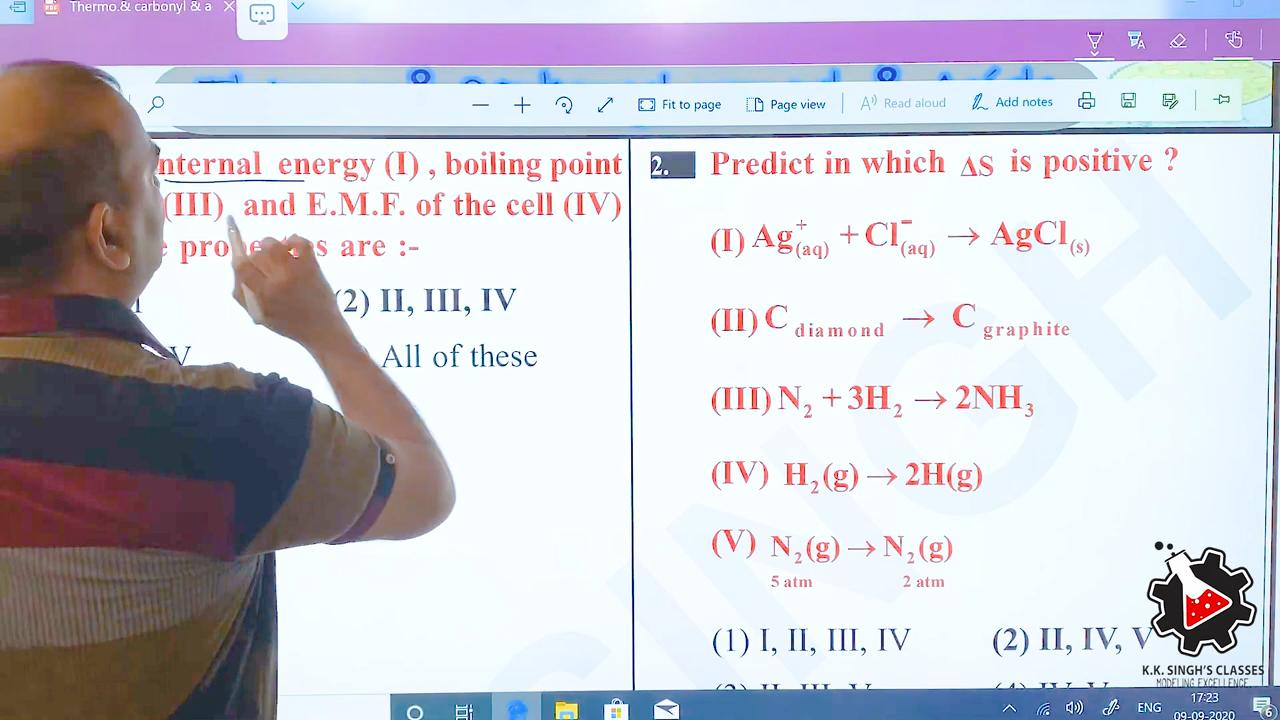 Thermo.& carbonyl & a
Fit to page
Page view
Read aloud
Add notes
nternal energy (I) , boiling point
(III) and E.M.F. of the cell (IV)
properties are :-
(2) II, III, IV
V
All of these
2. Predict in which ΔS is positive ?
(I) Ag⁺(aq) + Cl⁻(aq) → AgCl(s)
(II) C diamond → C graphite
(III) N₂ + 3H₂ → 2NH₃
(IV) H₂(g) → 2H(g)
(V) N₂(g) → N₂(g)
5 atm 2 atm
(1) I, II, III, IV
(2) II, IV, V
K.K. SINGH'S CLASSES
MODELING EXCELLENCE
ENG
17:23
09-09-2020